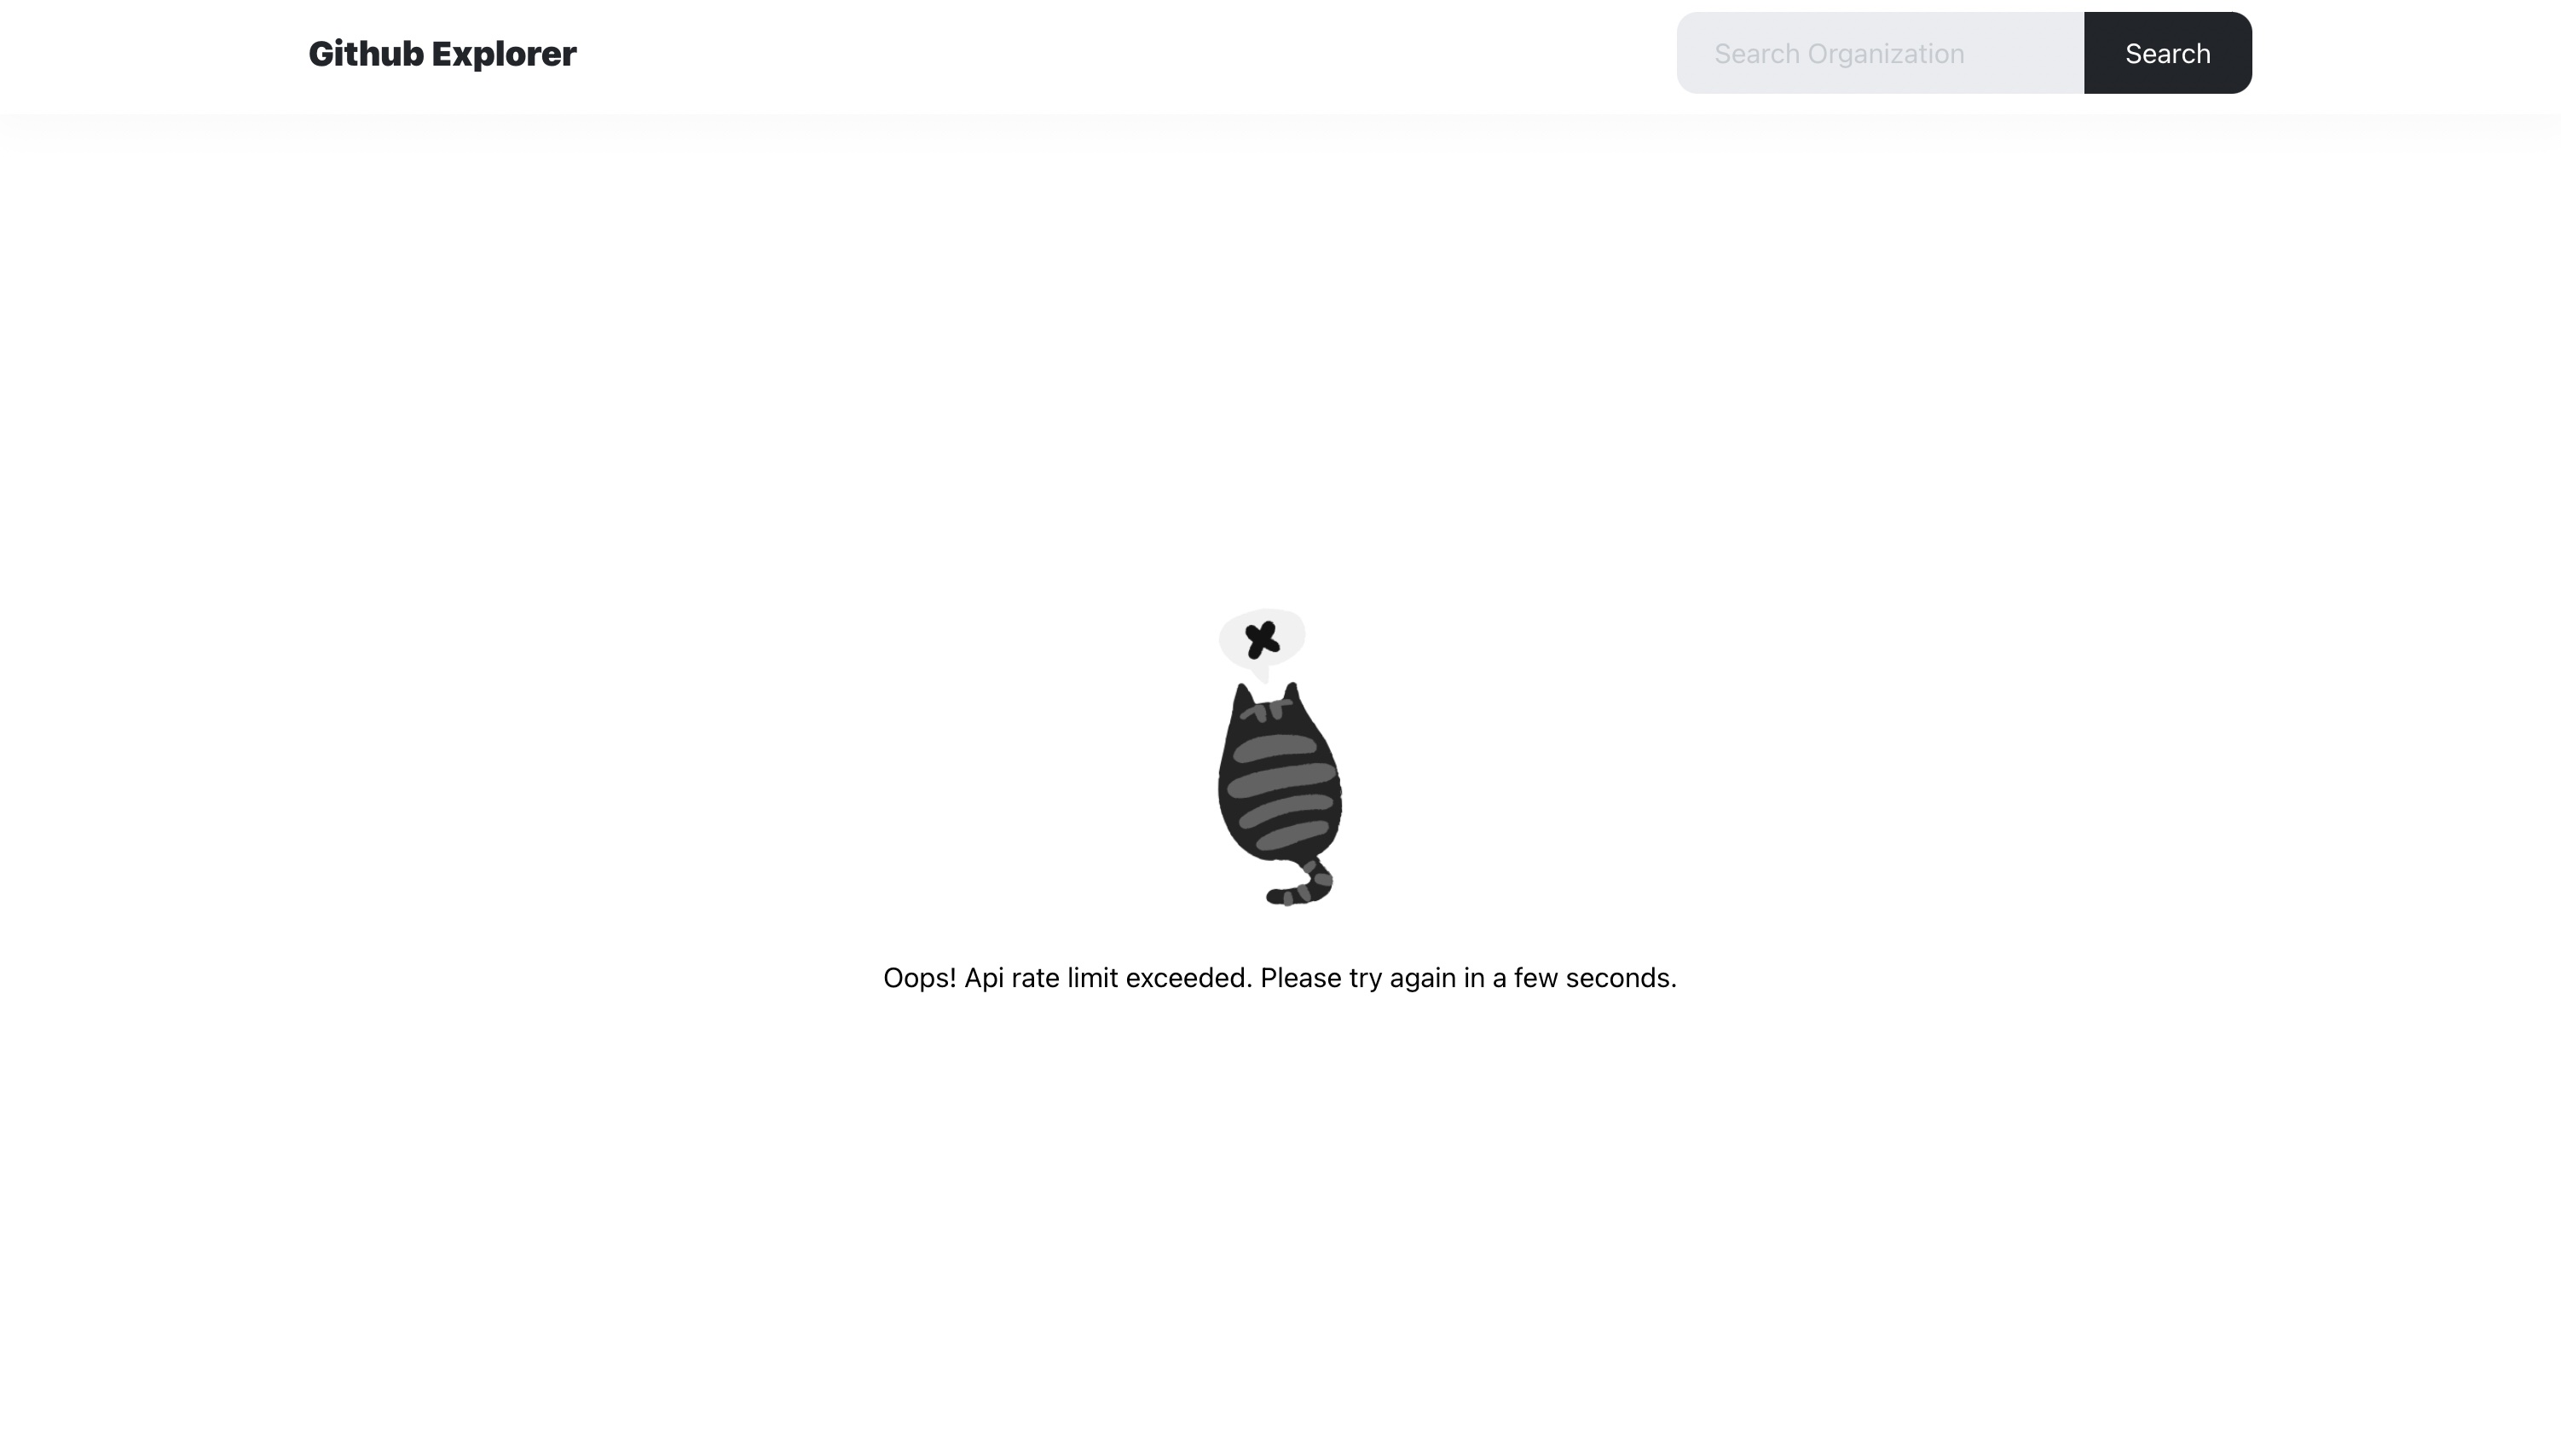 Github Explorer
Search Organization
Search
Oops! Api rate limit exceeded. Please try again in a few seconds.